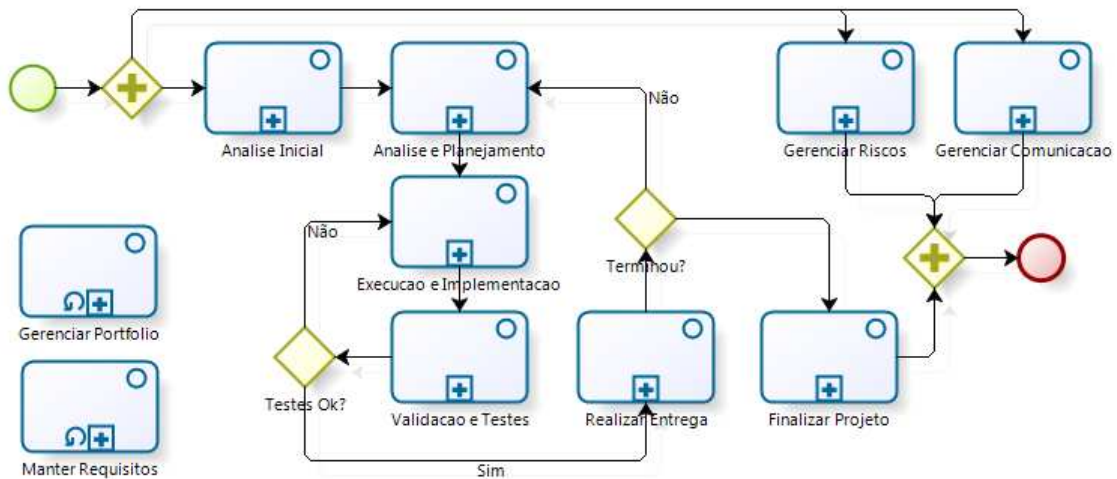 Não
Analise Inicial
Analise e Planejamento
Gerenciar Riscos
Gerenciar Comunicacao
Não
Terminou?
Execucao e Implementacao
Gerenciar Portfolio
Testes Ok?
Validacao e Testes
Realizar Entrega
Finalizar Projeto
Manter Requisitos
Sim